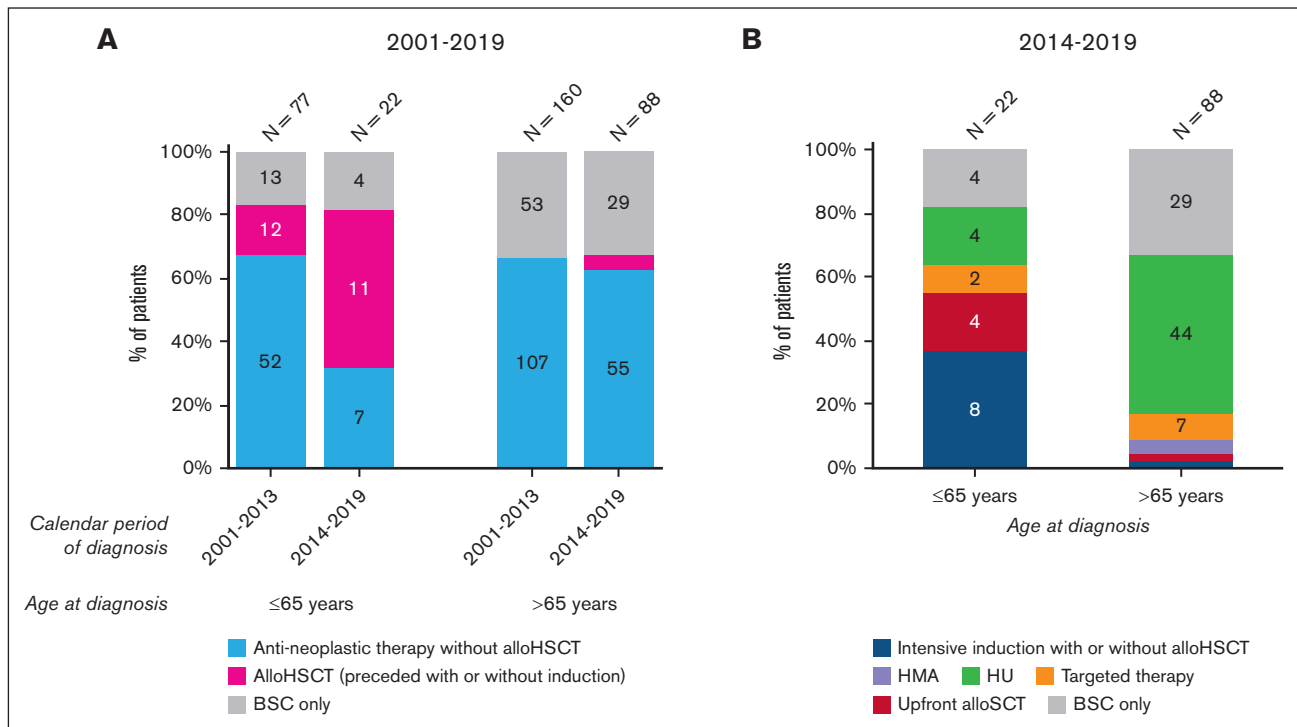 A
2001-2019
N = 77
N = 22
N = 160
N = 88
% of patients
100%
80%
60%
40%
20%
0%
13
12
52
4
11
7
53
107
29
55
Calendar period
of diagnosis
2001-2013
2014-2019
2001-2013
2014-2019
Age at diagnosis
≤65 years
>65 years
Anti-neoplastic therapy without alloHSCT
AlloHSCT (preceded with or without induction)
BSC only
B
2014-2019
N = 22
N = 88
% of patients
100%
80%
60%
40%
20%
0%
4
4
2
4
8
29
44
7
≤65 years
>65 years
Age at diagnosis
Intensive induction with or without alloHSCT
HMA HU Targeted therapy
Upfront alloSCT BSC only